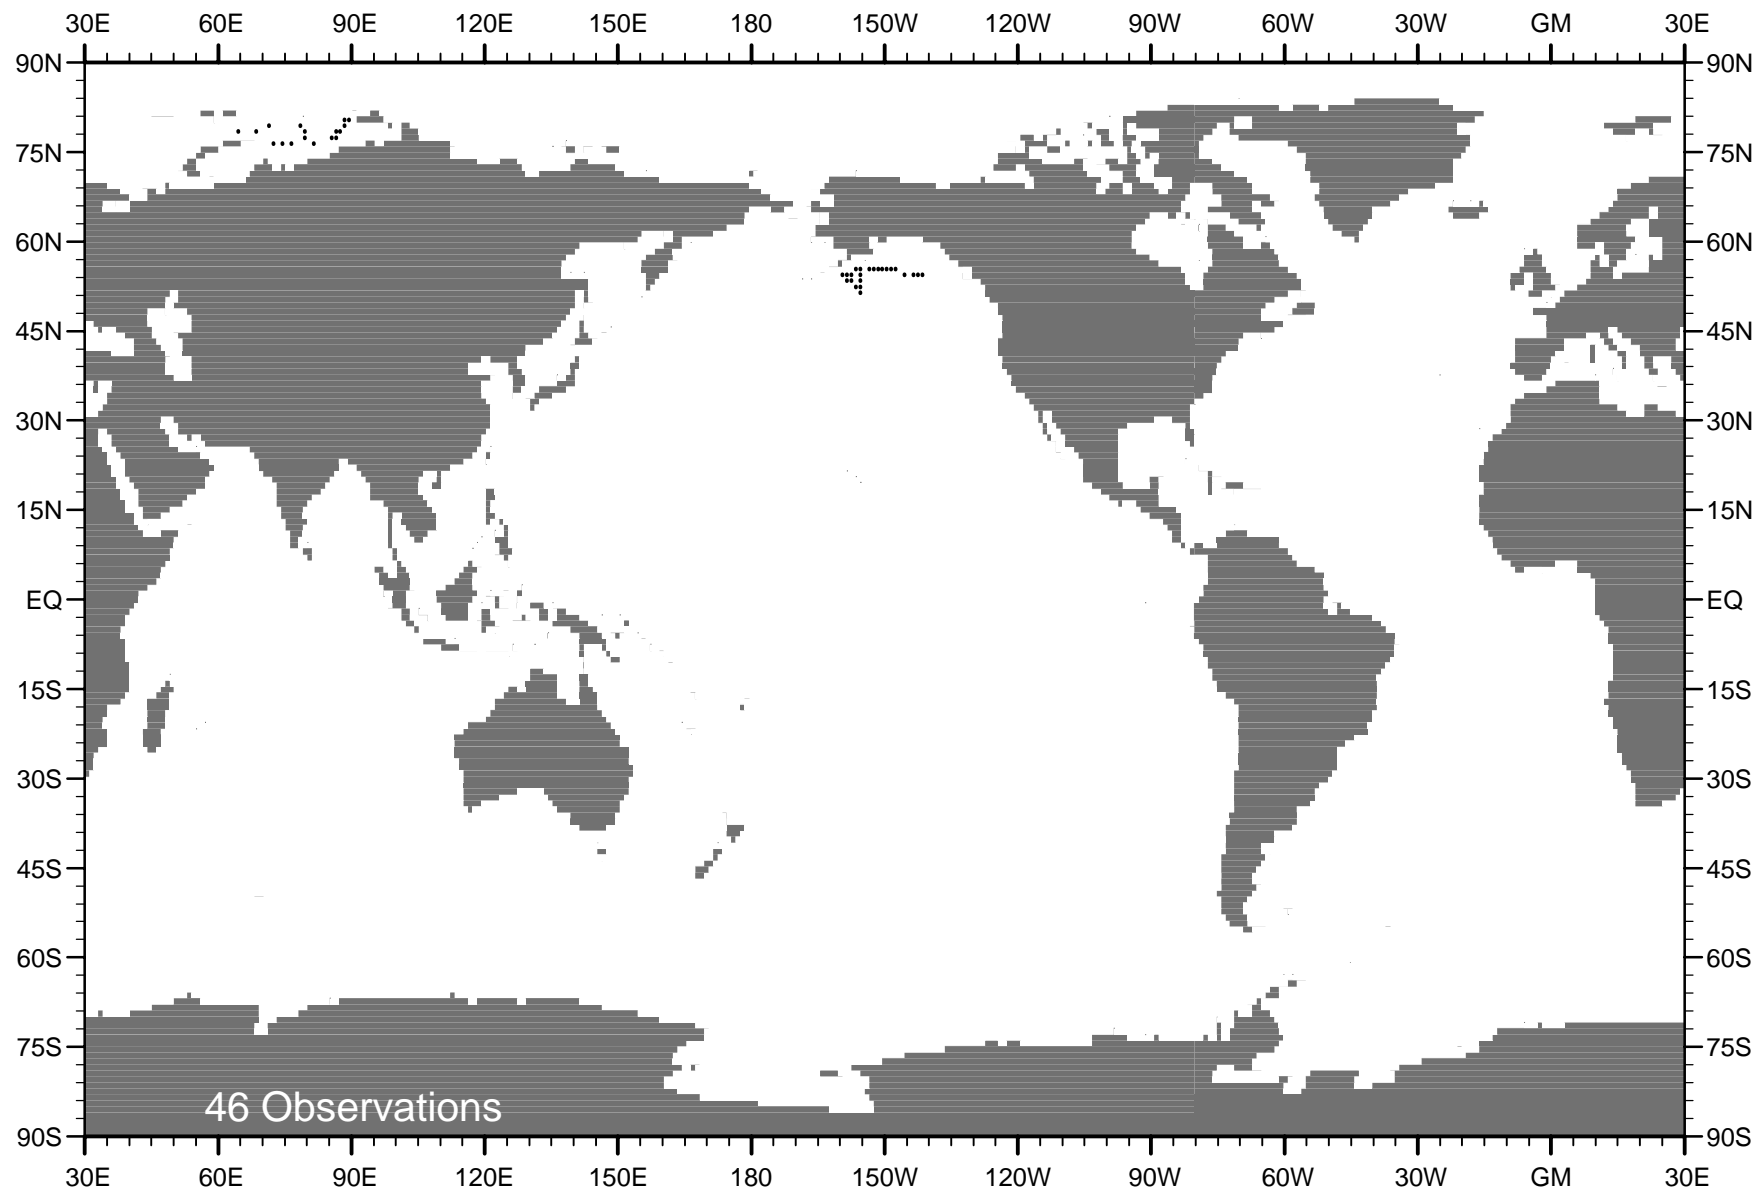 30E 60E 90E 120E 150E 180 150W 120W 90W 60W 30W GM 30E
90N 90N
75N 75N
60N 60N
45N 45N
30N 30N
15N 15N
EQ EQ
15S 15S
30S 30S
45S 45S
60S 60S
75S 75S
46 Observations
90S 90S
30E 60E 90E 120E 150E 180 150W 120W 90W 60W 30W GM 30E